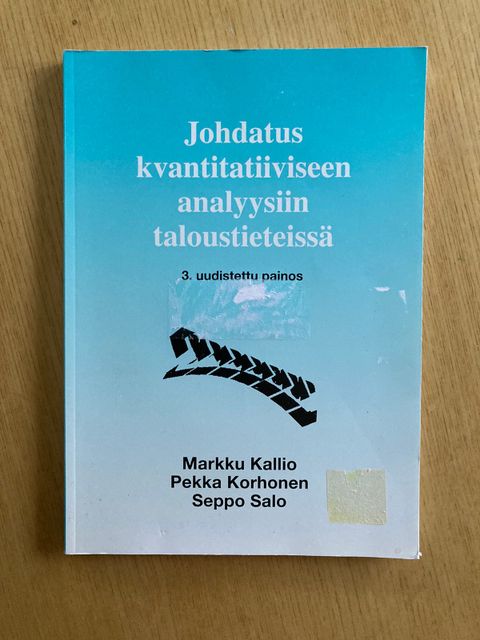 Johdatus
kvantitatiiviseen
analyysiin
taloustieteissä
3. uudistettu painos
Markku Kallio
Pekka Korhonen
Seppo Salo